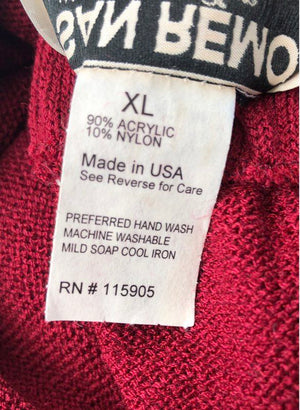 SAN REMO
XL
90% ACRYLIC
10% NYLON
Made in USA
See Reverse for Care
PREFERRED HAND WASH
MACHINE WASHABLE
MILD SOAP COOL IRON
RN # 115905